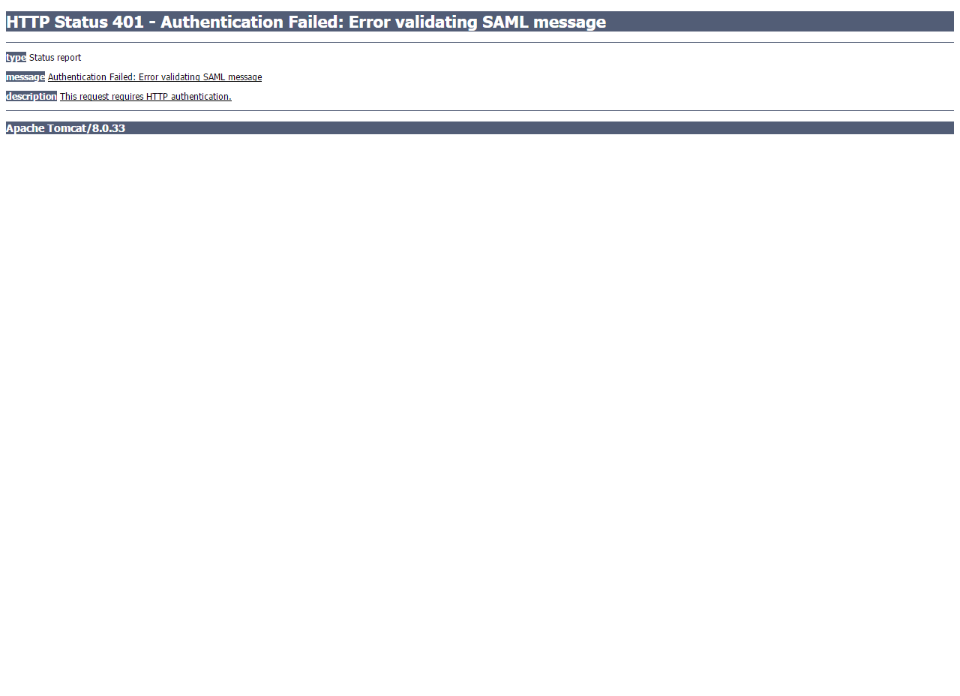 HTTP Status 401 - Authentication Failed: Error validating SAML message
type Status report
message Authentication Failed: Error validating SAML message
description This request requires HTTP authentication.
Apache Tomcat/8.0.33